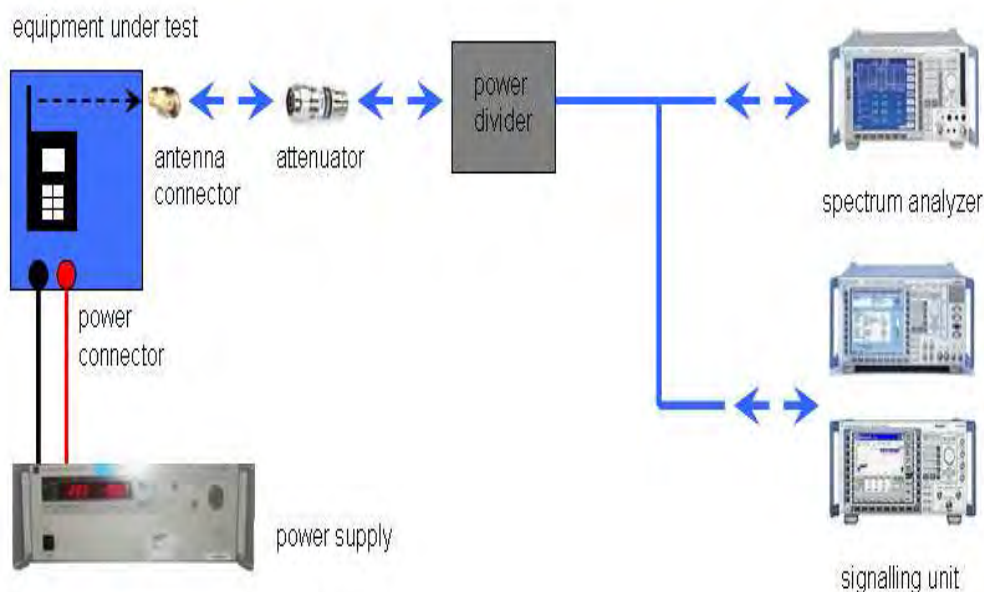 equipment under test
antenna
connector
attenuator
power
divider
spectrum analyzer
power
connector
power supply
signalling unit